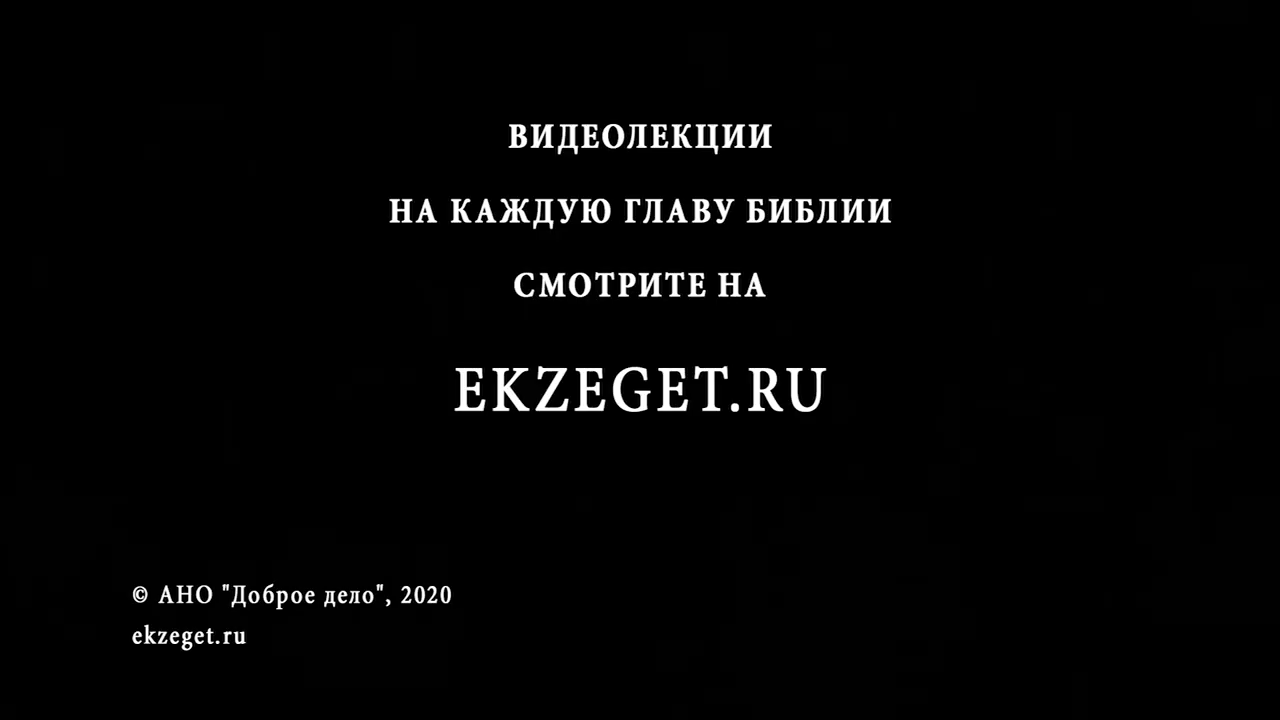 ВИДЕОЛЕКЦИИ
НА КАЖДУЮ ГЛАВУ БИБЛИИ
СМОТРИТЕ НА
EKZEGET.RU
© АНО "Доброе дело", 2020
ekzeget.ru